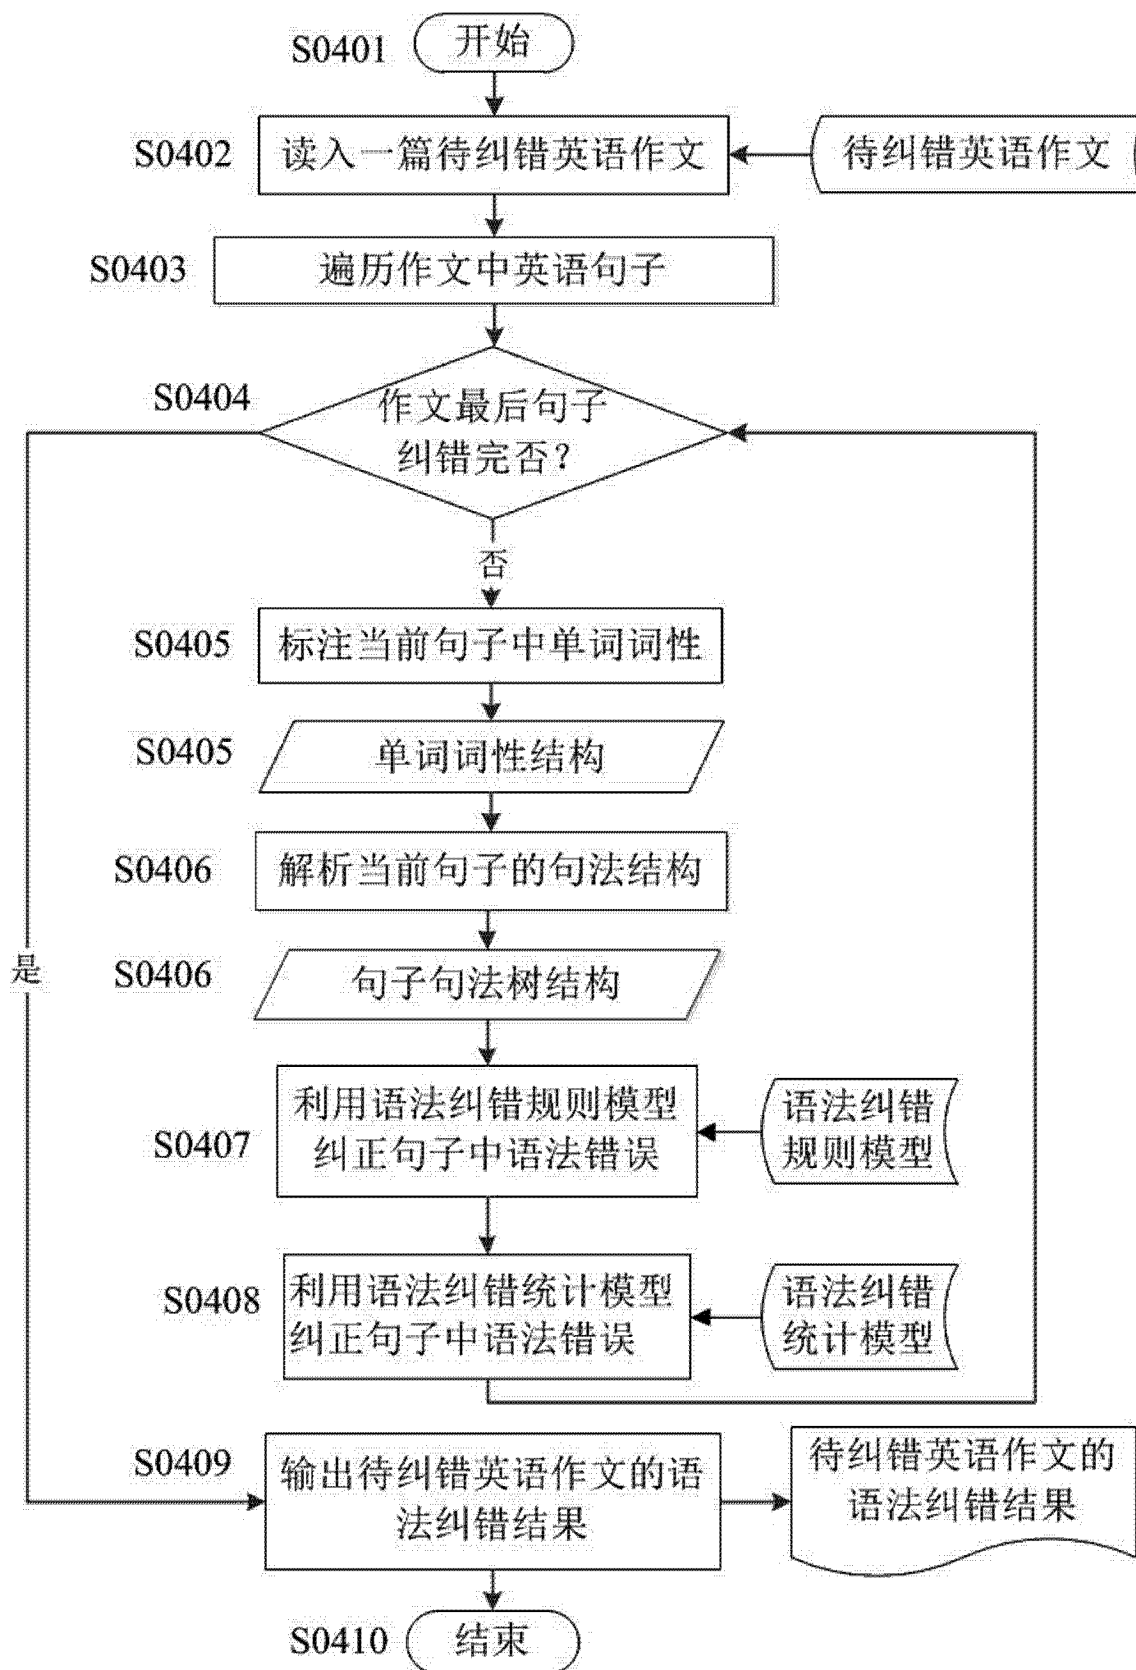 S0401
开始
S0402
读入一篇待纠错英语作文
待纠错英语作文
S0403
遍历作文中英语句子
S0404
作文最后句子
纠错完否？
否
S0405
标注当前句子中单词词性
S0405
单词词性结构
S0406
解析当前句子的句法结构
是
S0406
句子句法树结构
S0407
利用语法纠错规则模型
纠正句子中语法错误
语法纠错
规则模型
S0408
利用语法纠错统计模型
纠正句子中语法错误
语法纠错
统计模型
S0409
输出待纠错英语作文的语
法纠错结果
待纠错英语作文的
语法纠错结果
S0410
结束